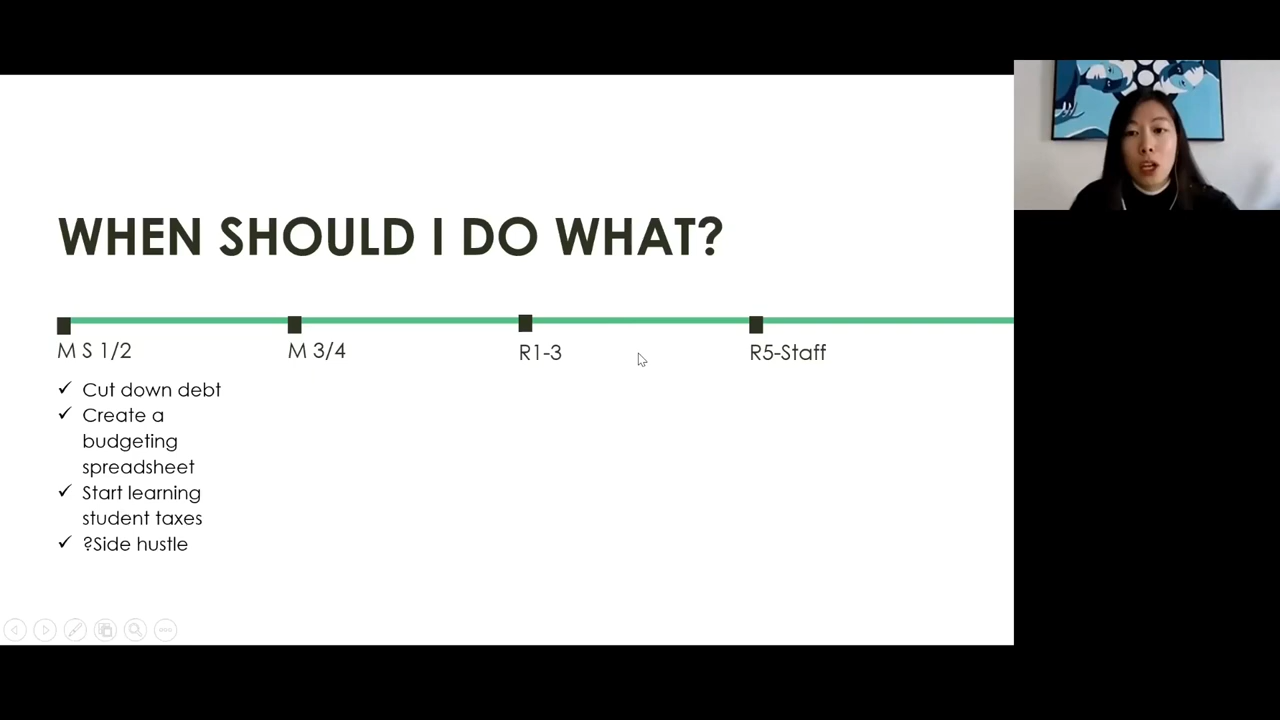 WHEN SHOULD I DO WHAT?
M S 1/2
M 3/4
R1-3
R5-Staff
✓ Cut down debt
✓ Create a
budgeting
spreadsheet
✓ Start learning
student taxes
✓ ?Side hustle